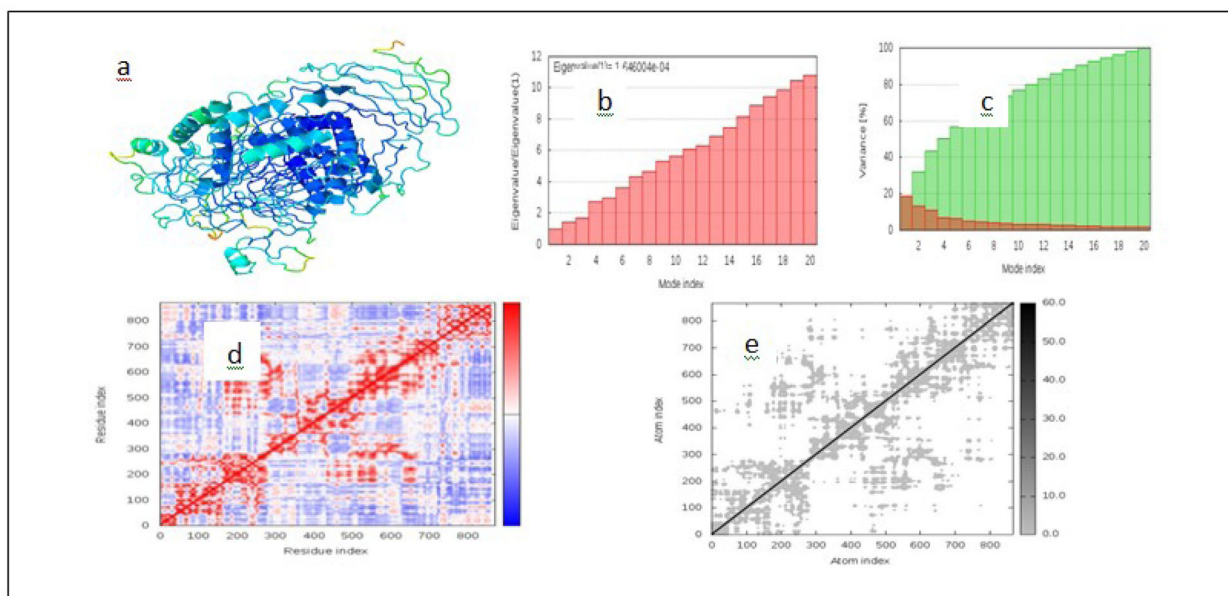 a
b
c
d
e
12
10
8
6
4
2
0
Eigenvalue/Eigenvalue(1)
2 4 6 8 10 12 14 16 18 20
Mode index
100
80
60
40
20
0
Variance [%]
2 4 6 8 10 12 14 16 18 20
Mode index
800
700
600
500
400
300
200
100
0
Residue index
0 100 200 300 400 500 600 700 800
Residue index
800
700
600
500
400
300
200
100
0
Atom index
0 100 200 300 400 500 600 700 800
Atom index
60.0
50.0
40.0
30.0
20.0
10.0
0.0